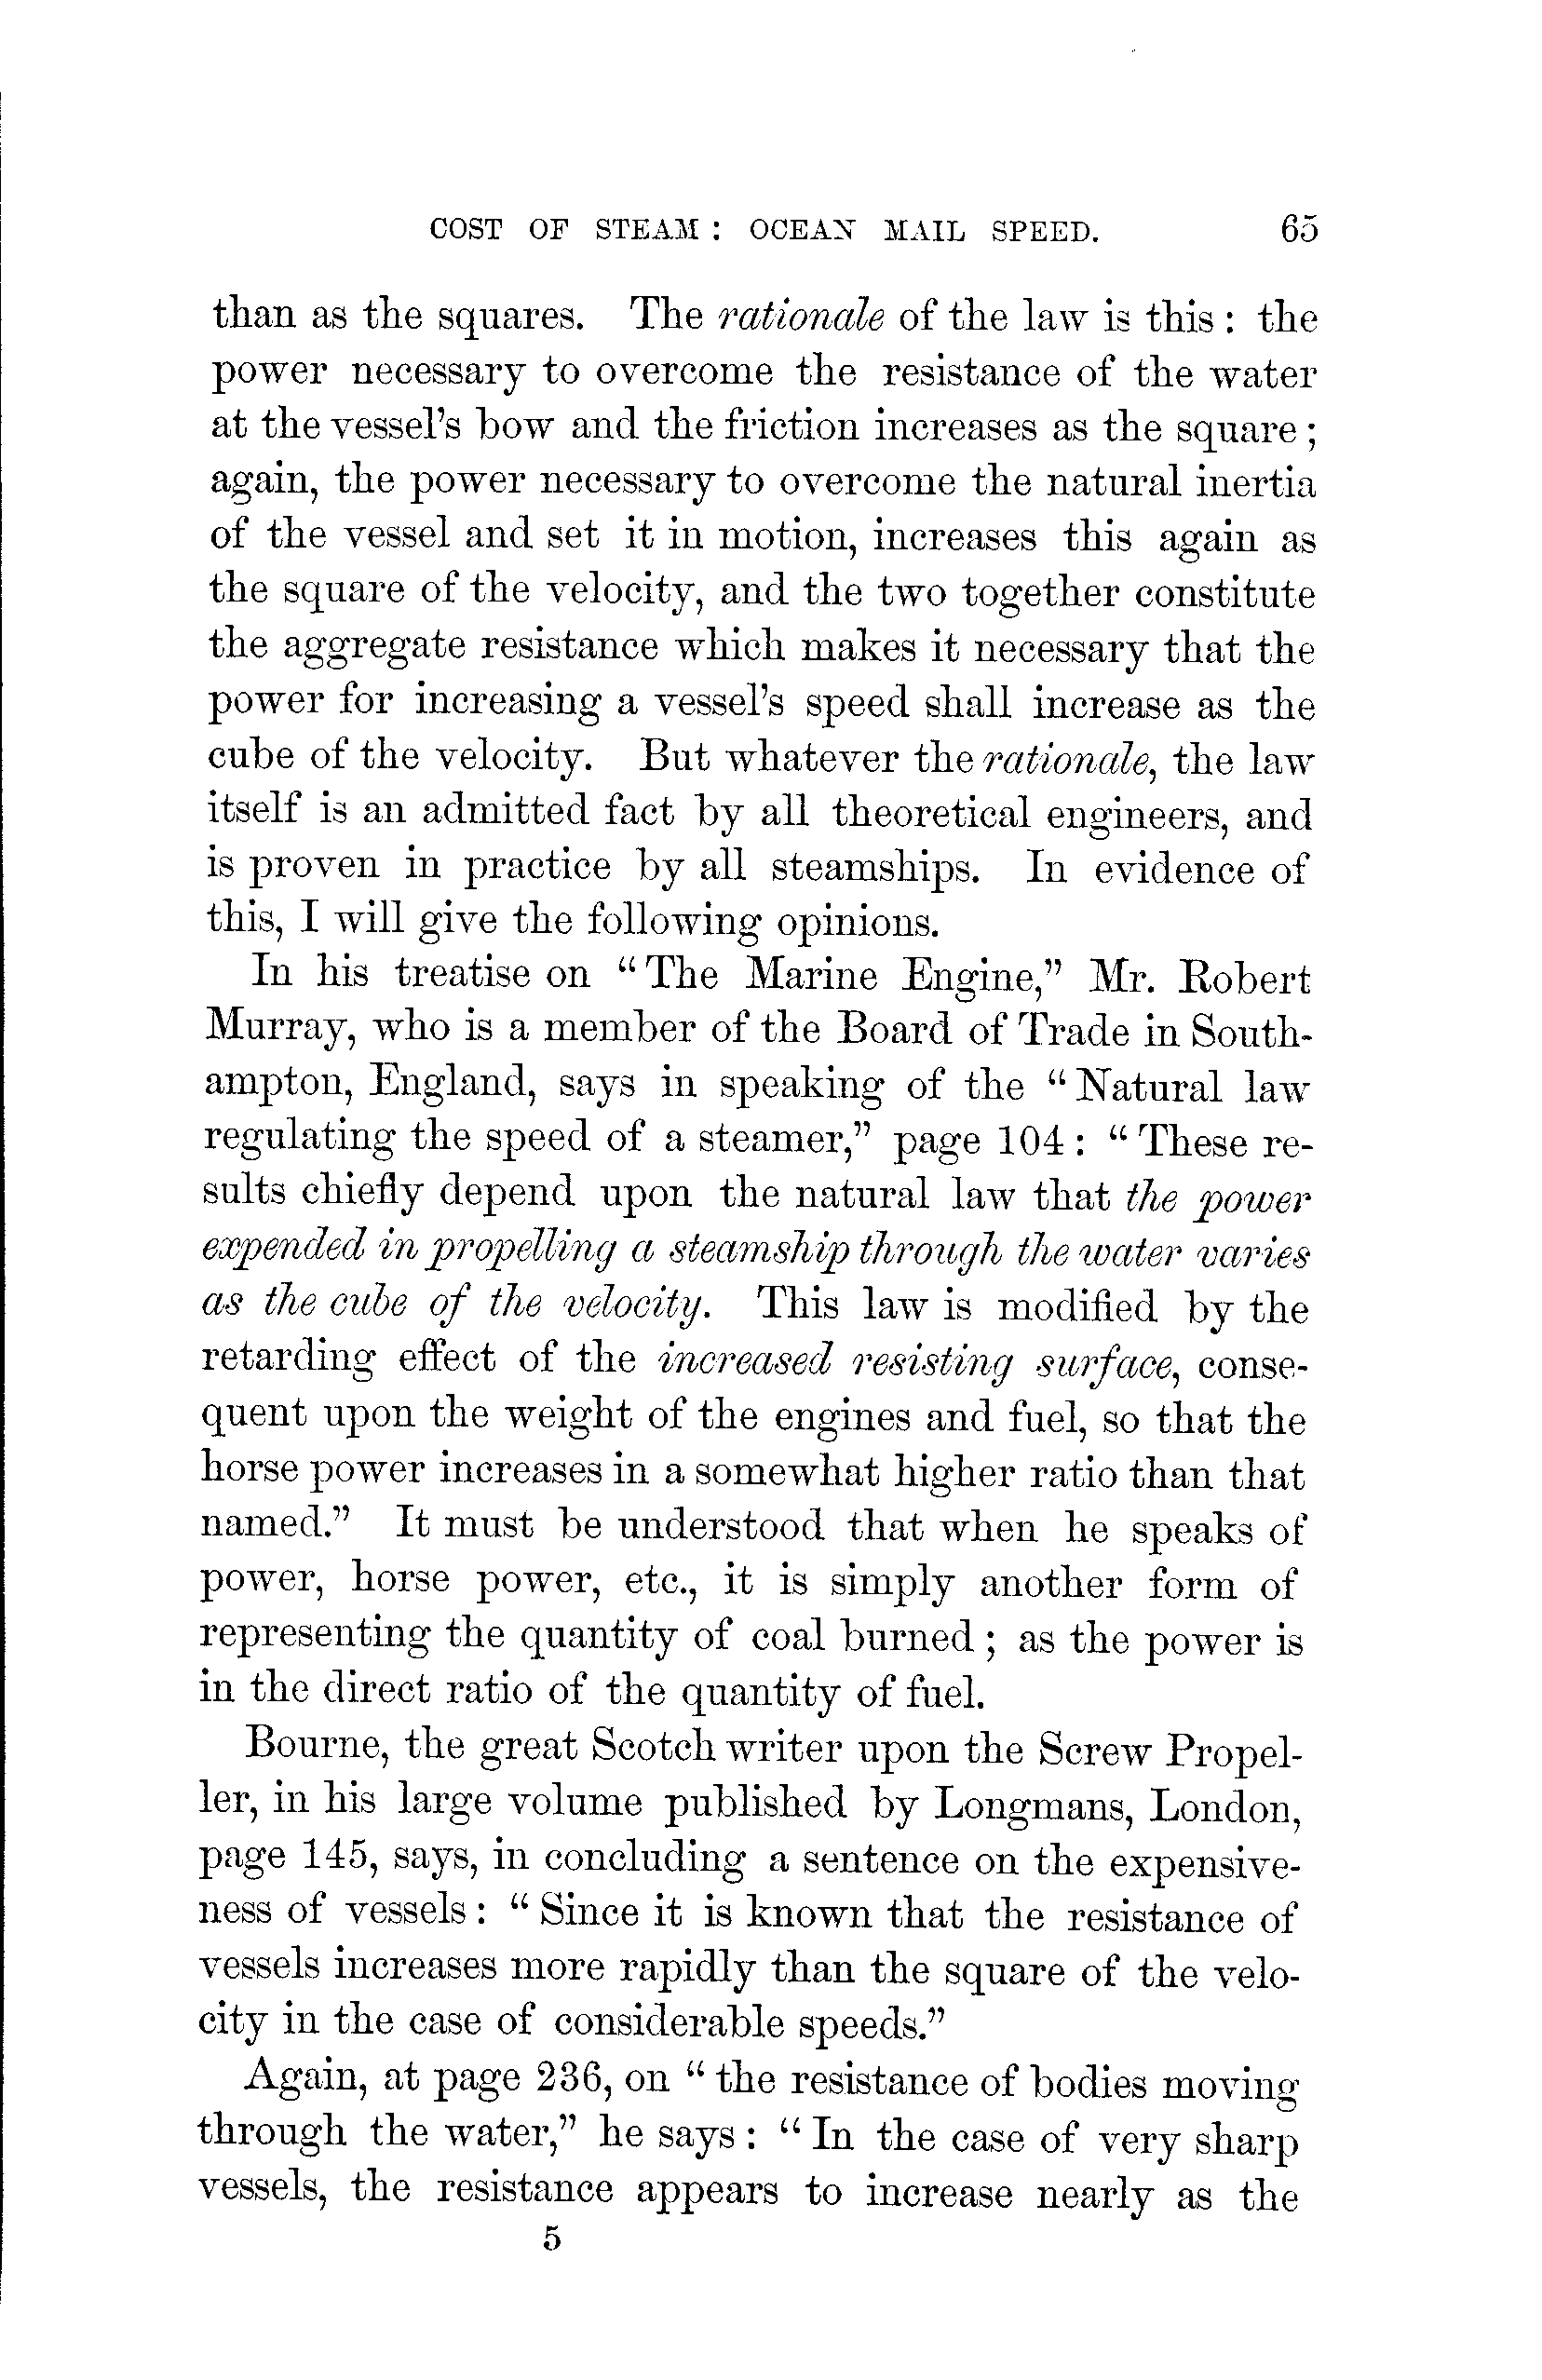 COST OF STEAM : OCEAN MAIL SPEED. 65
than as the squares. The rationale of the law is this : the
power necessary to overcome the resistance of the water
at the vessel's bow and the friction increases as the square ;
again, the power necessary to overcome the natural inertia
of the vessel and set it in motion, increases this again as
the square of the velocity, and the two together constitute
the aggregate resistance which makes it necessary that the
power for increasing a vessel's speed shall increase as the
cube of the velocity. But whatever the rationale, the law
itself is an admitted fact by all theoretical engineers, and
is proven in practice by all steamships. In evidence of
this, I will give the following opinions.
In his treatise on “The Marine Engine,” Mr. Robert
Murray, who is a member of the Board of Trade in South-
ampton, England, says in speaking of the “Natural law
regulating the speed of a steamer,” page 104 : “These re-
sults chiefly depend upon the natural law that the power
expended in propelling a steamship through the water varies
as the cube of the velocity. This law is modified by the
retarding effect of the increased resisting surface, conse-
quent upon the weight of the engines and fuel, so that the
horse power increases in a somewhat higher ratio than that
named.” It must be understood that when he speaks of
power, horse power, etc., it is simply another form of
representing the quantity of coal burned ; as the power is
in the direct ratio of the quantity of fuel.
Bourne, the great Scotch writer upon the Screw Propel-
ler, in his large volume published by Longmans, London,
page 145, says, in concluding a sentence on the expensive-
ness of vessels : “Since it is known that the resistance of
vessels increases more rapidly than the square of the velo-
city in the case of considerable speeds.”
Again, at page 236, on “the resistance of bodies moving
through the water,” he says : “In the case of very sharp
vessels, the resistance appears to increase nearly as the
5